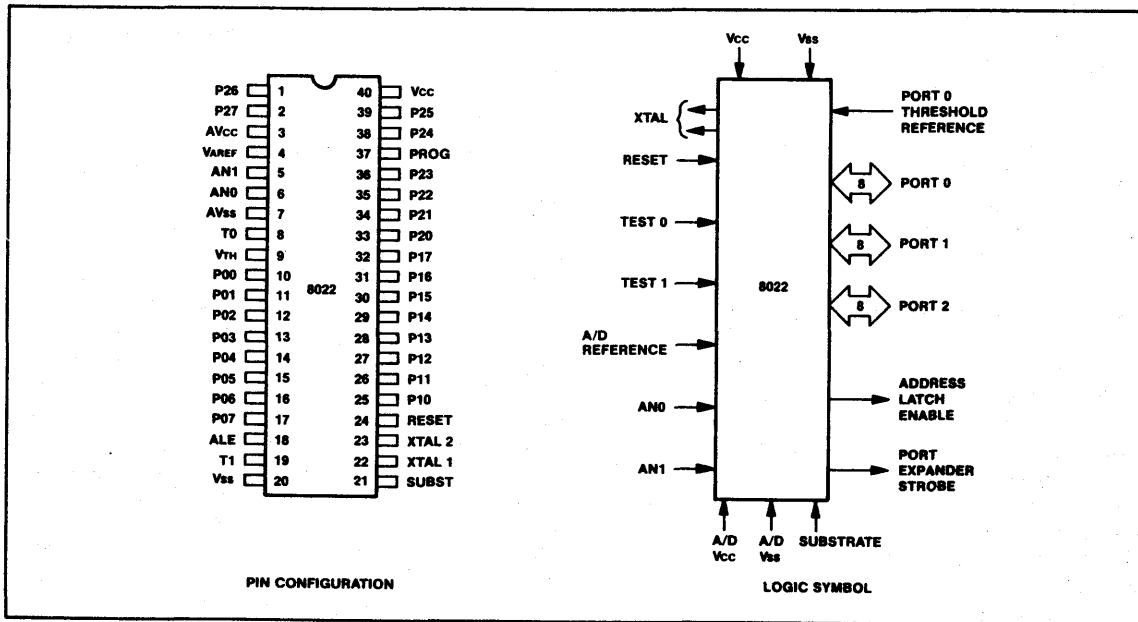 P26 1 40 Vcc
P27 2 39 P25
AVcc 3 38 P24
VAREF 4 37 PROG
AN1 5 36 P23
AN0 6 35 P22
AVss 7 34 P21
T0 8 33 P20
VTH 9 32 P17
P00 10 31 P16
P01 11 8022 30 P15
P02 12 29 P14
P03 13 28 P13
P04 14 27 P12
P05 15 26 P11
P06 16 25 P10
P07 17 24 RESET
ALE 18 23 XTAL 2
T1 19 22 XTAL 1
Vss 20 21 SUBST
PIN CONFIGURATION
Vcc Vss
XTAL
PORT 0
THRESHOLD
REFERENCE
RESET
8 PORT 0
TEST 0
8 PORT 1
TEST 1
8022
8 PORT 2
A/D
REFERENCE
AN0
ADDRESS
LATCH
ENABLE
AN1
PORT
EXPANDER
STROBE
A/D A/D SUBSTRATE
Vcc Vss
LOGIC SYMBOL